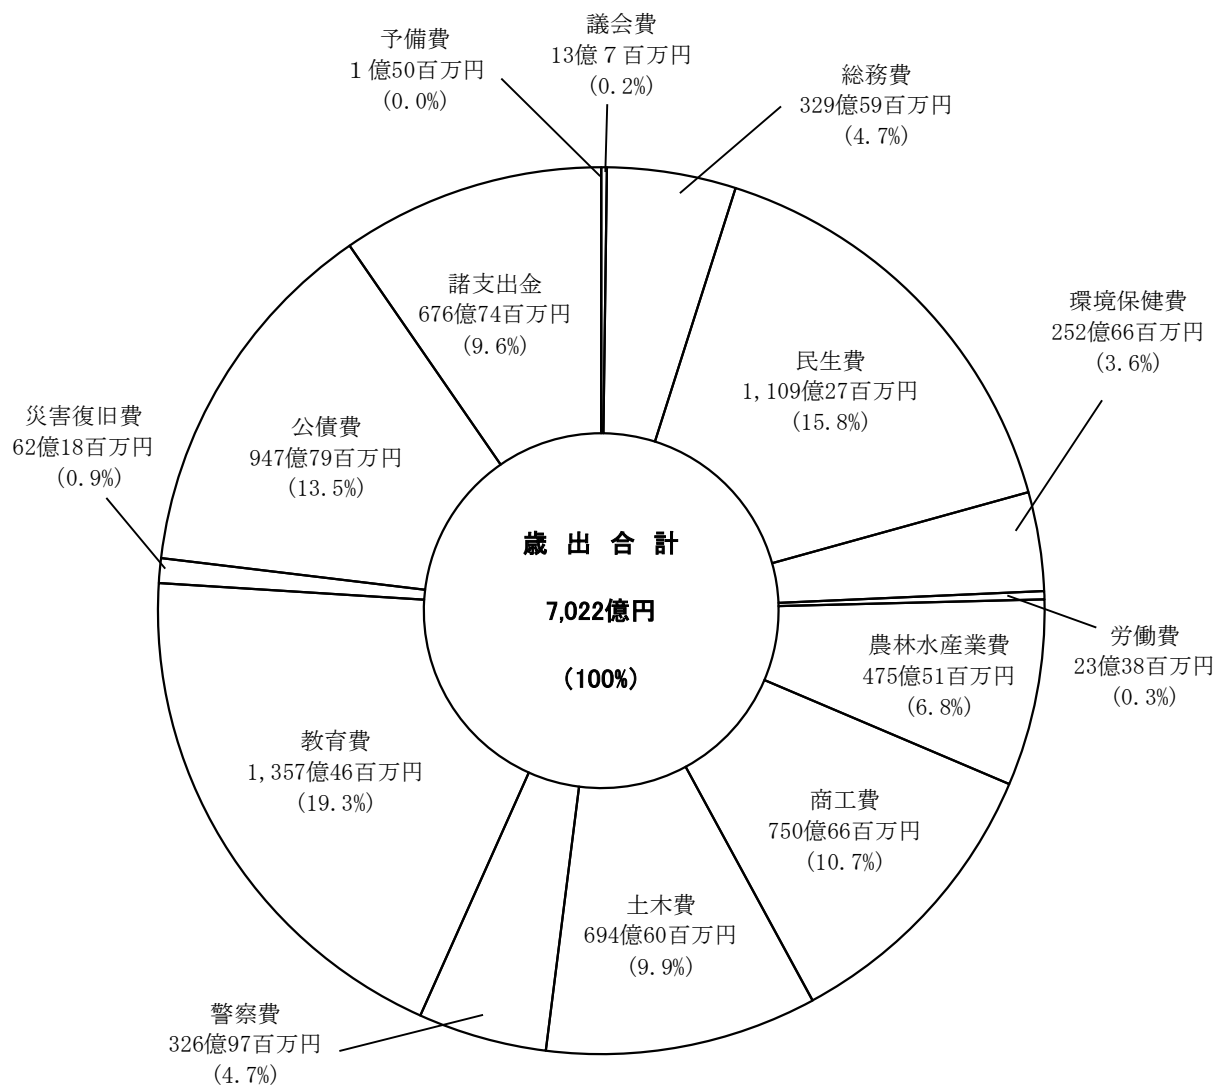 予備費
１億50百万円
(0.0%)
議会費
13億７百万円
(0.2%)
総務費
329億59百万円
(4.7%)
民生費
1,109億27百万円
(15.8%)
環境保健費
252億66百万円
(3.6%)
労働費
23億38百万円
(0.3%)
農林水産業費
475億51百万円
(6.8%)
商工費
750億66百万円
(10.7%)
土木費
694億60百万円
(9.9%)
警察費
326億97百万円
(4.7%)
教育費
1,357億46百万円
(19.3%)
災害復旧費
62億18百万円
(0.9%)
公債費
947億79百万円
(13.5%)
諸支出金
676億74百万円
(9.6%)
歳 出 合 計
7,022億円
(100%)